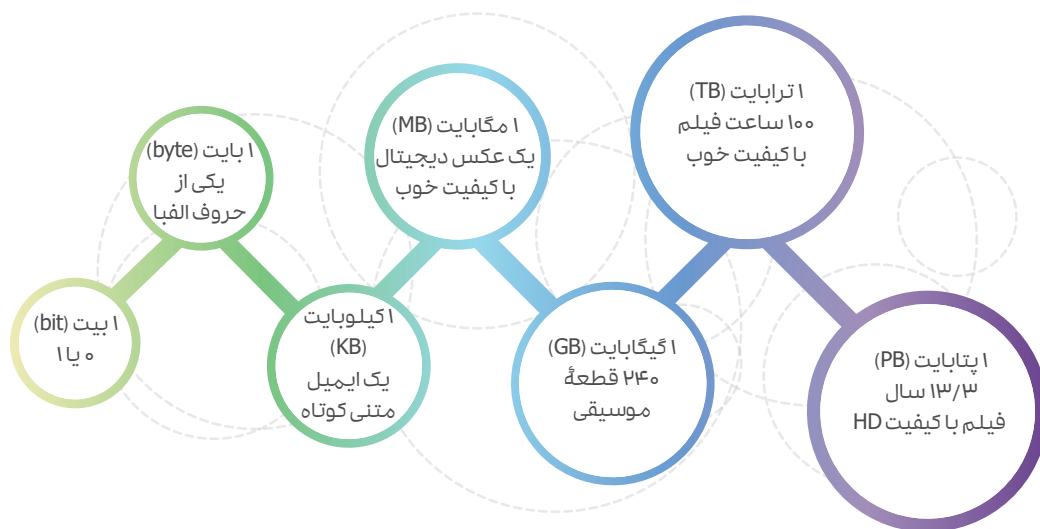 ۱ بیت (bit)
۰ یا ۱
۱ بایت (byte)
یکی از
حروف الفبا
۱ کیلوبایت
(KB)
یک ایمیل
متنی کوتاه
۱ مگابایت (MB)
یک عکس دیجیتال
با کیفیت خوب
۱ گیگابایت (GB)
۲۴۰ قطعهٔ
موسیقی
۱ ترابایت (TB)
۱۰۰ ساعت فیلم
با کیفیت خوب
۱ پتابایت (PB)
۱۳/۳ سال
فیلم با کیفیت HD